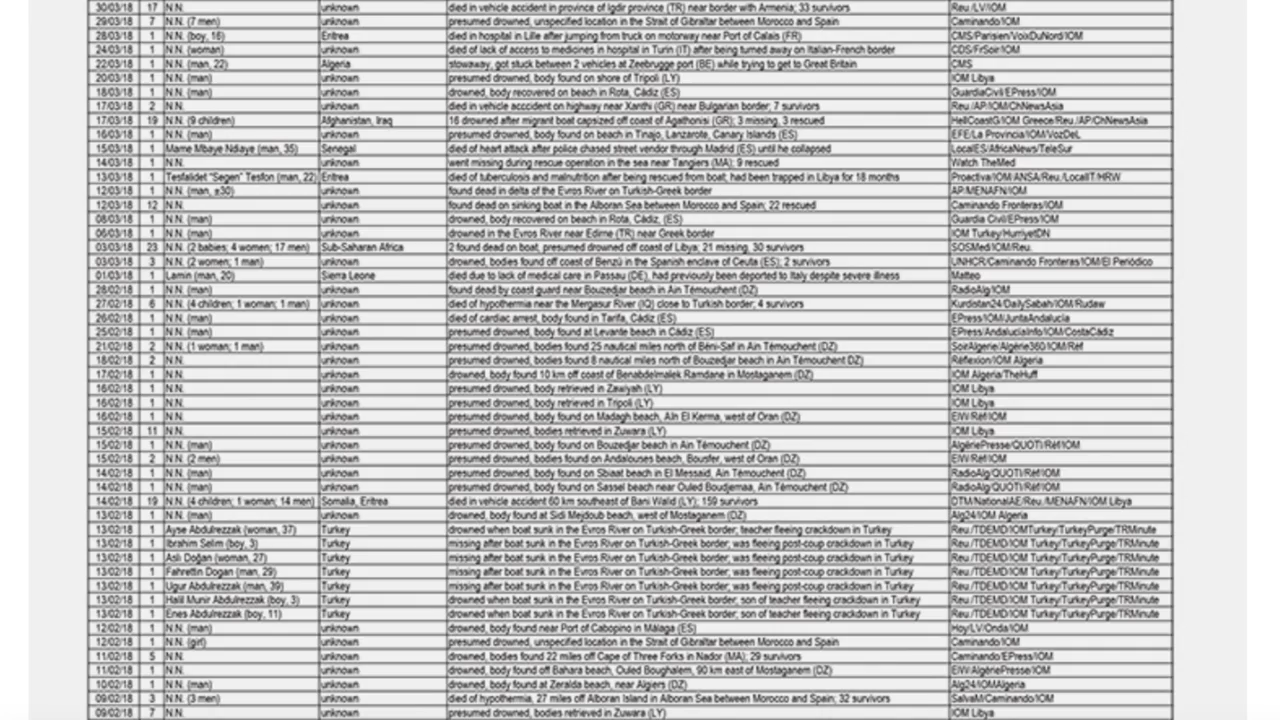 30/03/18 17 N.N. unknown died in vehicle accident in province of Igdir province (TR) near border with Armenia; 33 survivors Reu./LV/IOM
29/03/18 7 N.N. (7 men) unknown presumed drowned, unspecified location in the Strait of Gibraltar between Morocco and Spain Caminando/IOM
28/03/18 1 N.N. (boy, 16) Eritrea died in hospital in Lille after jumping from truck on motorway near Port of Calais (FR) CMS/Parisien/VoixDuNord/IOM
24/03/18 1 N.N. (woman) unknown died of lack of access to medicines in hospital in Turin (IT) after being turned away on Italian-French border CDS/FrSoir/IOM
22/03/18 1 N.N. (man, 22) Algeria stowaway, got stuck between 2 vehicles at Zeebrugge port (BE) while trying to get to Great Britain CMS
20/03/18 1 N.N. (man) unknown presumed drowned, body found on shore of Tripoli (LY) IOM Libya
18/03/18 1 N.N. (man) unknown drowned, body recovered on beach in Rota, Cádiz (ES) GuardiaCivil/EPress/IOM
17/03/18 2 N.N. unknown died in vehicle acccident on highway near Xanthi (GR) near Bulgarian border; 7 survivors Reu./AP/IOM/ChNewsAsia
17/03/18 19 N.N. (9 children) Afghanistan, Iraq 16 drowned after migrant boat capsized off coast of Agathonisi (GR); 3 missing, 3 rescued HellCoastG/IOM Greece/Reu./AP/ChNewsAsia
16/03/18 1 N.N. (man) unknown presumed drowned, body found on beach in Tinajo, Lanzarote, Canary Islands (ES) EFE/La Provincia/IOM/VozDeL
15/03/18 1 Mame Mbaye Ndiaye (man, 35) Senegal died of heart attack after police chased street vendor through Madrid (ES) until he collapsed LocalES/AfricaNews/TeleSur
14/03/18 1 N.N. unknown went missing during rescue operation in the sea near Tangiers (MA); 9 rescued Watch TheMed
13/03/18 1 Tesfalidet “Segen” Tesfon (man, 22) Eritrea died of tuberculosis and malnutrition after being rescued from boat; had been trapped in Libya for 18 months Proactiva/IOM/ANSA/Reu./LocalIT/HRW
12/03/18 1 N.N. (man, ±30) unknown found dead in delta of the Evros River on Turkish-Greek border AP/MENAFN/IOM
12/03/18 12 N.N. unknown found dead on sinking boat in the Alboran Sea between Morocco and Spain; 22 rescued Caminando Fronteras/IOM
08/03/18 1 N.N. (man) unknown drowned, body recovered on beach in Rota, Cádiz, (ES) Guardia Civil/EPress/IOM
06/03/18 1 N.N. (man) unknown drowned in the Evros River near Edirne (TR) near Greek border IOM Turkey/HurriyetDN
03/03/18 23 N.N. (2 babies; 4 women; 17 men) Sub-Saharan Africa 2 found dead on boat, presumed drowned off coast of Libya; 21 missing, 30 survivors SOSMed/IOM/Reu.
03/03/18 3 N.N. (2 women; 1 man) unknown drowned, bodies found off coast of Benzú in the Spanish enclave of Ceuta (ES); 2 survivors UNHCR/Caminando Fronteras/IOM/El Periódico
01/03/18 1 Lamin (man, 20) Sierra Leone died due to lack of medical care in Passau (DE), had previously been deported to Italy despite severe illness Matteo
28/02/18 1 N.N. (man) unknown found dead by coast guard near Bouzedjar beach in Ain Témouchent (DZ) RadioAlg/IOM
27/02/18 6 N.N. (4 children; 1 woman; 1 man) unknown died of hypothermia near the Mergasur River (IQ) close to Turkish border; 4 survivors Kurdistan24/DailySabah/IOM/Rudaw
26/02/18 1 N.N. (man) unknown died of cardiac arrest, body found in Tarifa, Cádiz (ES) EPress/IOM/JuntaAndalucia
25/02/18 1 N.N. (man) unknown presumed drowned, body found at Levante beach in Cádiz (ES) EPress/AndaluciaInfo/IOM/CostaCádiz
21/02/18 2 N.N. (1 woman; 1 man) unknown presumed drowned, bodies found 25 nautical miles north of Béni-Saf in Ain Témouchent (DZ) SoirAlgerie/Algérie360/IOM/Réf
18/02/18 2 N.N. unknown presumed drowned, bodies found 8 nautical miles north of Bouzedjar beach in Ain Témouchent DZ) Réflexion/IOM Algeria
17/02/18 1 N.N. unknown drowned, body found 10 km off coast of Benabdelmalek Ramdane in Mostaganem (DZ) IOM Algeria/TheHuff
16/02/18 1 N.N. unknown presumed drowned, body retrieved in Zawiyah (LY) IOM Libya
16/02/18 1 N.N. unknown presumed drowned, body retrieved in Tripoli (LY) IOM Libya
16/02/18 1 N.N. (man) unknown presumed drowned, body found on Madagh beach, Aïn El Kerma, west of Oran (DZ) ElW/Réf/IOM
15/02/18 11 N.N. unknown presumed drowned, bodies retrieved in Zuwara (LY) IOM Libya
15/02/18 1 N.N. (man) unknown presumed drowned, body found on Bouzedjar beach in Ain Témouchent (DZ) AlgériePresse/QUOTI/Réf/IOM
15/02/18 2 N.N. (2 men) unknown presumed drowned, bodies found on Andalouses beach, Bousfer, west of Oran (DZ) ElW/Réf/IOM
14/02/18 1 N.N. (man) unknown presumed drowned, body found on Sbiaat beach in El Messaid, Ain Témouchent (DZ) RadioAlg/QUOTI/Réf/IOM
14/02/18 1 N.N. (man) unknown presumed drowned, body found on Sassel beach near Ouled Boudjemaa, Ain Témouchent (DZ) RadioAlg/QUOTI/Réf/IOM
14/02/18 19 N.N. (4 children; 1 woman; 14 men) Somalia, Eritrea died in vehicle accident 60 km southeast of Bani Walid (LY); 159 survivors DTM/NationalAE/Reu./MENAFN/IOM Libya
13/02/18 1 N.N. (man) unknown drowned, body found at Sidi Mejdoub beach, west of Mostaganem (DZ) Alg24/IOM Algeria
13/02/18 1 Ayse Abdulrezzak (woman, 37) Turkey drowned when boat sunk in the Evros River on Turkish-Greek border; teacher fleeing crackdown in Turkey Reu./TDEMD/IOMTurkey/TurkeyPurge/TRMinute
13/02/18 1 Ibrahim Selim (boy, 3) Turkey missing after boat sunk in the Evros River on Turkish-Greek border; was fleeing post-coup crackdown in Turkey Reu./TDEMD/IOM Turkey/TurkeyPurge/TRMinute
13/02/18 1 Aslı Doğan (woman, 27) Turkey missing after boat sunk in the Evros River on Turkish-Greek border; was fleeing post-coup crackdown in Turkey Reu./TDEMD/IOM Turkey/TurkeyPurge/TRMinute
13/02/18 1 Fahrettin Dogan (man, 29) Turkey missing after boat sunk in the Evros River on Turkish-Greek border; was fleeing post-coup crackdown in Turkey Reu./TDEMD/IOM Turkey/TurkeyPurge/TRMinute
13/02/18 1 Ugur Abdulrezzak (man, 39) Turkey missing after boat sunk in the Evros River on Turkish-Greek border; was fleeing post-coup crackdown in Turkey Reu./TDEMD/IOM Turkey/TurkeyPurge/TRMinute
13/02/18 1 Halil Munir Abdulrezzak (boy, 3) Turkey drowned when boat sunk in the Evros River on Turkish-Greek border; son of teacher fleeing crackdown in Turkey Reu./TDEMD/IOM Turkey/TurkeyPurge/TRMinute
13/02/18 1 Enes Abdulrezzak (boy, 11) Turkey drowned when boat sunk in the Evros River on Turkish-Greek border; son of teacher fleeing crackdown in Turkey Reu./TDEMD/IOM Turkey/TurkeyPurge/TRMinute
12/02/18 1 N.N. (man) unknown drowned, body found near Port of Cabopino in Málaga (ES) Hoy/LV/Onda/IOM
12/02/18 1 N.N. (girl) unknown presumed drowned, unspecified location in the Strait of Gibraltar between Morocco and Spain Caminando/IOM
11/02/18 5 N.N. unknown drowned, bodies found 22 miles off Cape of Three Forks in Nador (MA); 29 survivors Caminando/EPress/IOM
11/02/18 1 N.N. unknown drowned, body found off Bahara beach, Ouled Boughalem, 90 km east of Mostaganem (DZ) ElW/AlgériePresse/IOM
10/02/18 1 N.N. (man) unknown drowned, body found at Zeralda beach, near Algiers (DZ) Alg24/IOMAlgeria
09/02/18 3 N.N. (3 men) unknown died of hypothermia, 27 miles off Alboran Island in Alboran Sea between Morocco and Spain; 32 survivors SalvaM/Caminando/IOM
09/02/18 7 N.N. unknown presumed drowned, bodies retrieved in Zuwara (LY) IOM Libya